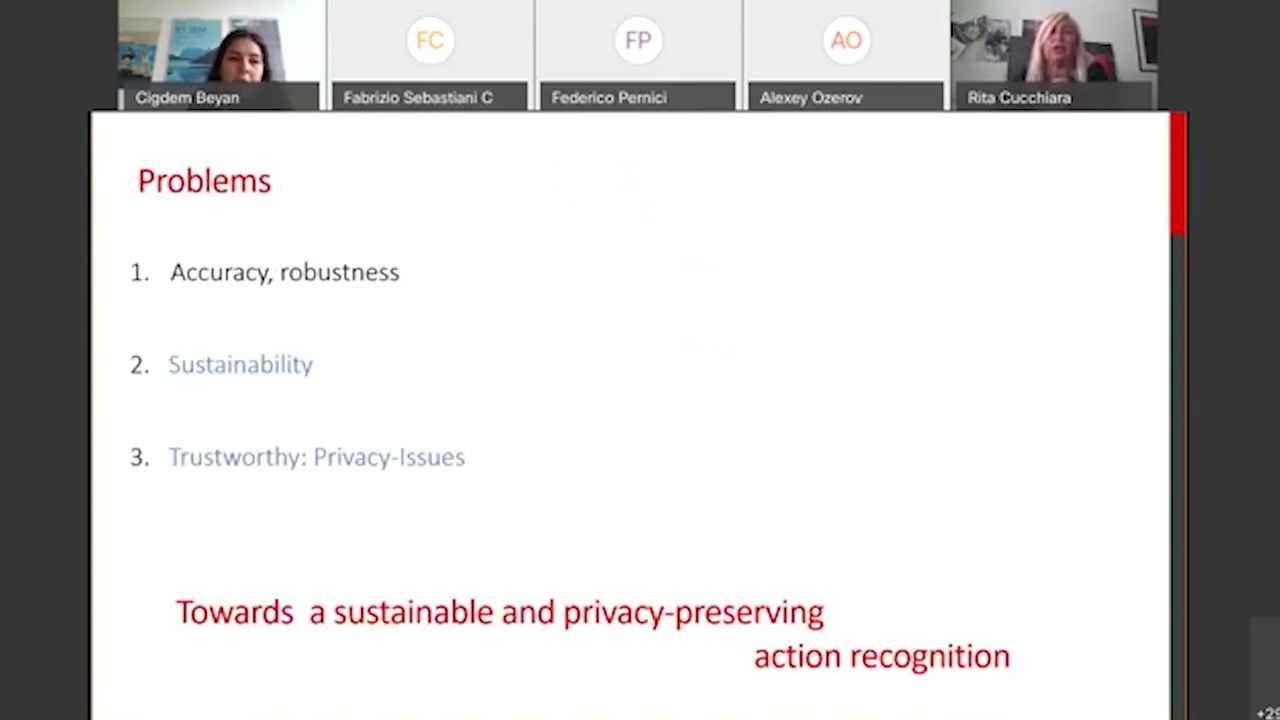 FC
FP
AO
Cigdem Beyan
Fabrizio Sebastiani C
Federico Pernici
Alexey Ozerov
Rita Cucchiara
Problems
1. Accuracy, robustness
2. Sustainability
3. Trustworthy: Privacy-Issues
Towards a sustainable and privacy-preserving
action recognition